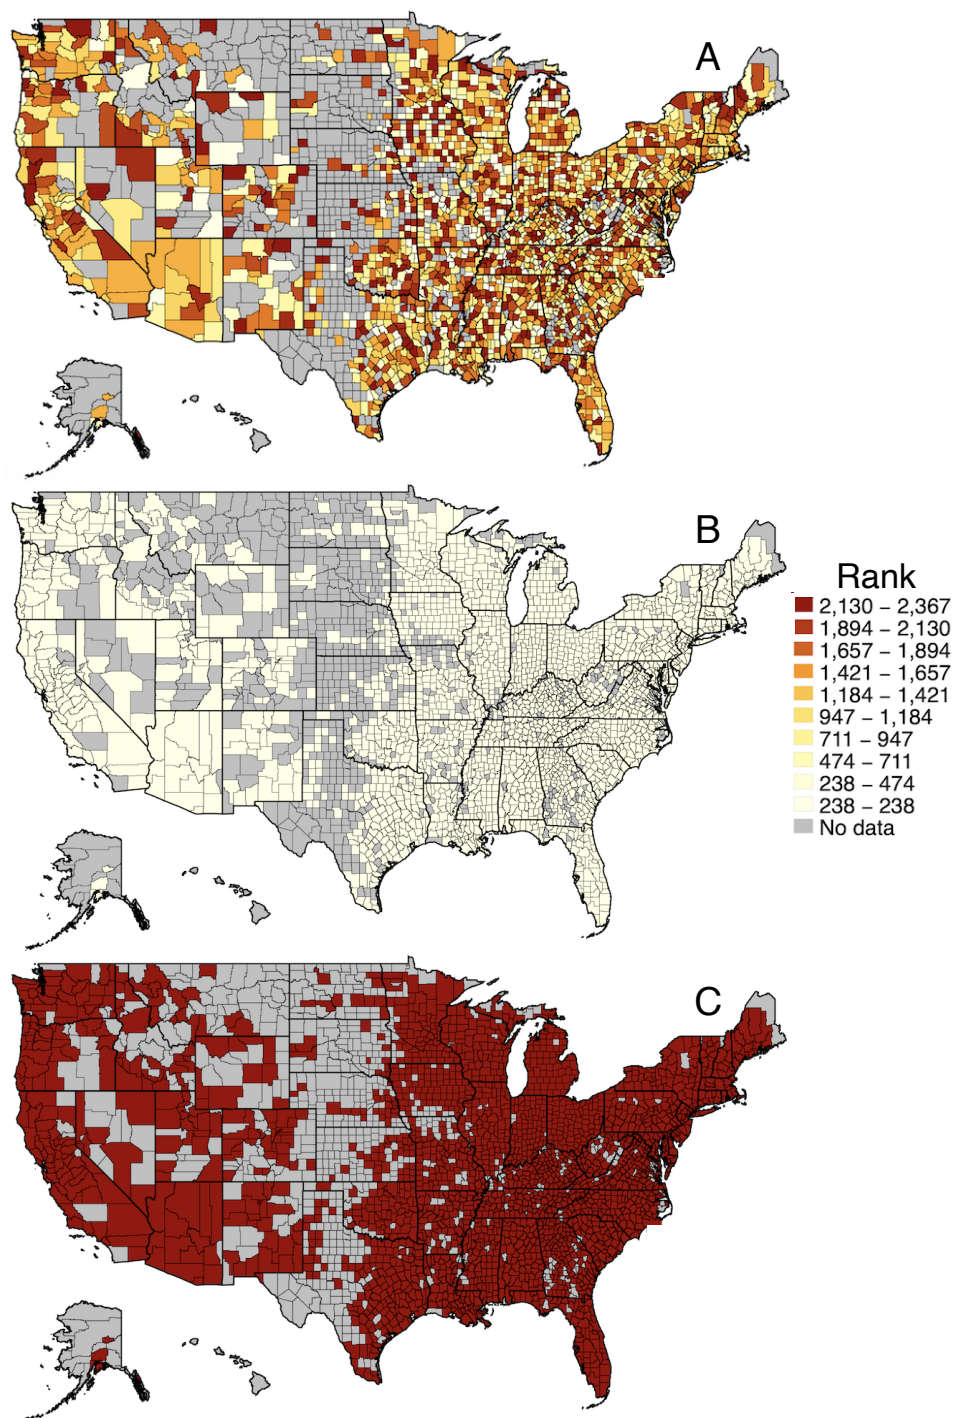 A
B
Rank
2,130 – 2,367
1,894 – 2,130
1,657 – 1,894
1,421 – 1,657
1,184 – 1,421
947 – 1,184
711 – 947
474 – 711
238 – 474
238 – 238
No data
C